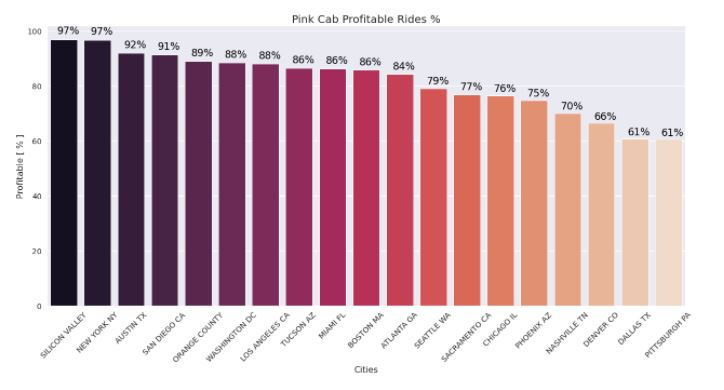 Pink Cab Profitable Rides %
97% 97% 92% 91% 89% 88% 88% 86% 86% 86% 84% 79% 77% 76% 75% 70% 66% 61% 61%
100
80
60
40
20
0
Profitable [ % ]
SILICON VALLEY
NEW YORK NY
AUSTIN TX
SAN DIEGO CA
ORANGE COUNTY
WASHINGTON DC
LOS ANGELES CA
TUCSON AZ
MIAMI FL
BOSTON MA
ATLANTA GA
SEATTLE WA
SACRAMENTO CA
CHICAGO IL
PHOENIX AZ
NASHVILLE TN
DENVER CO
DALLAS TX
PITTSBURGH PA
Cities